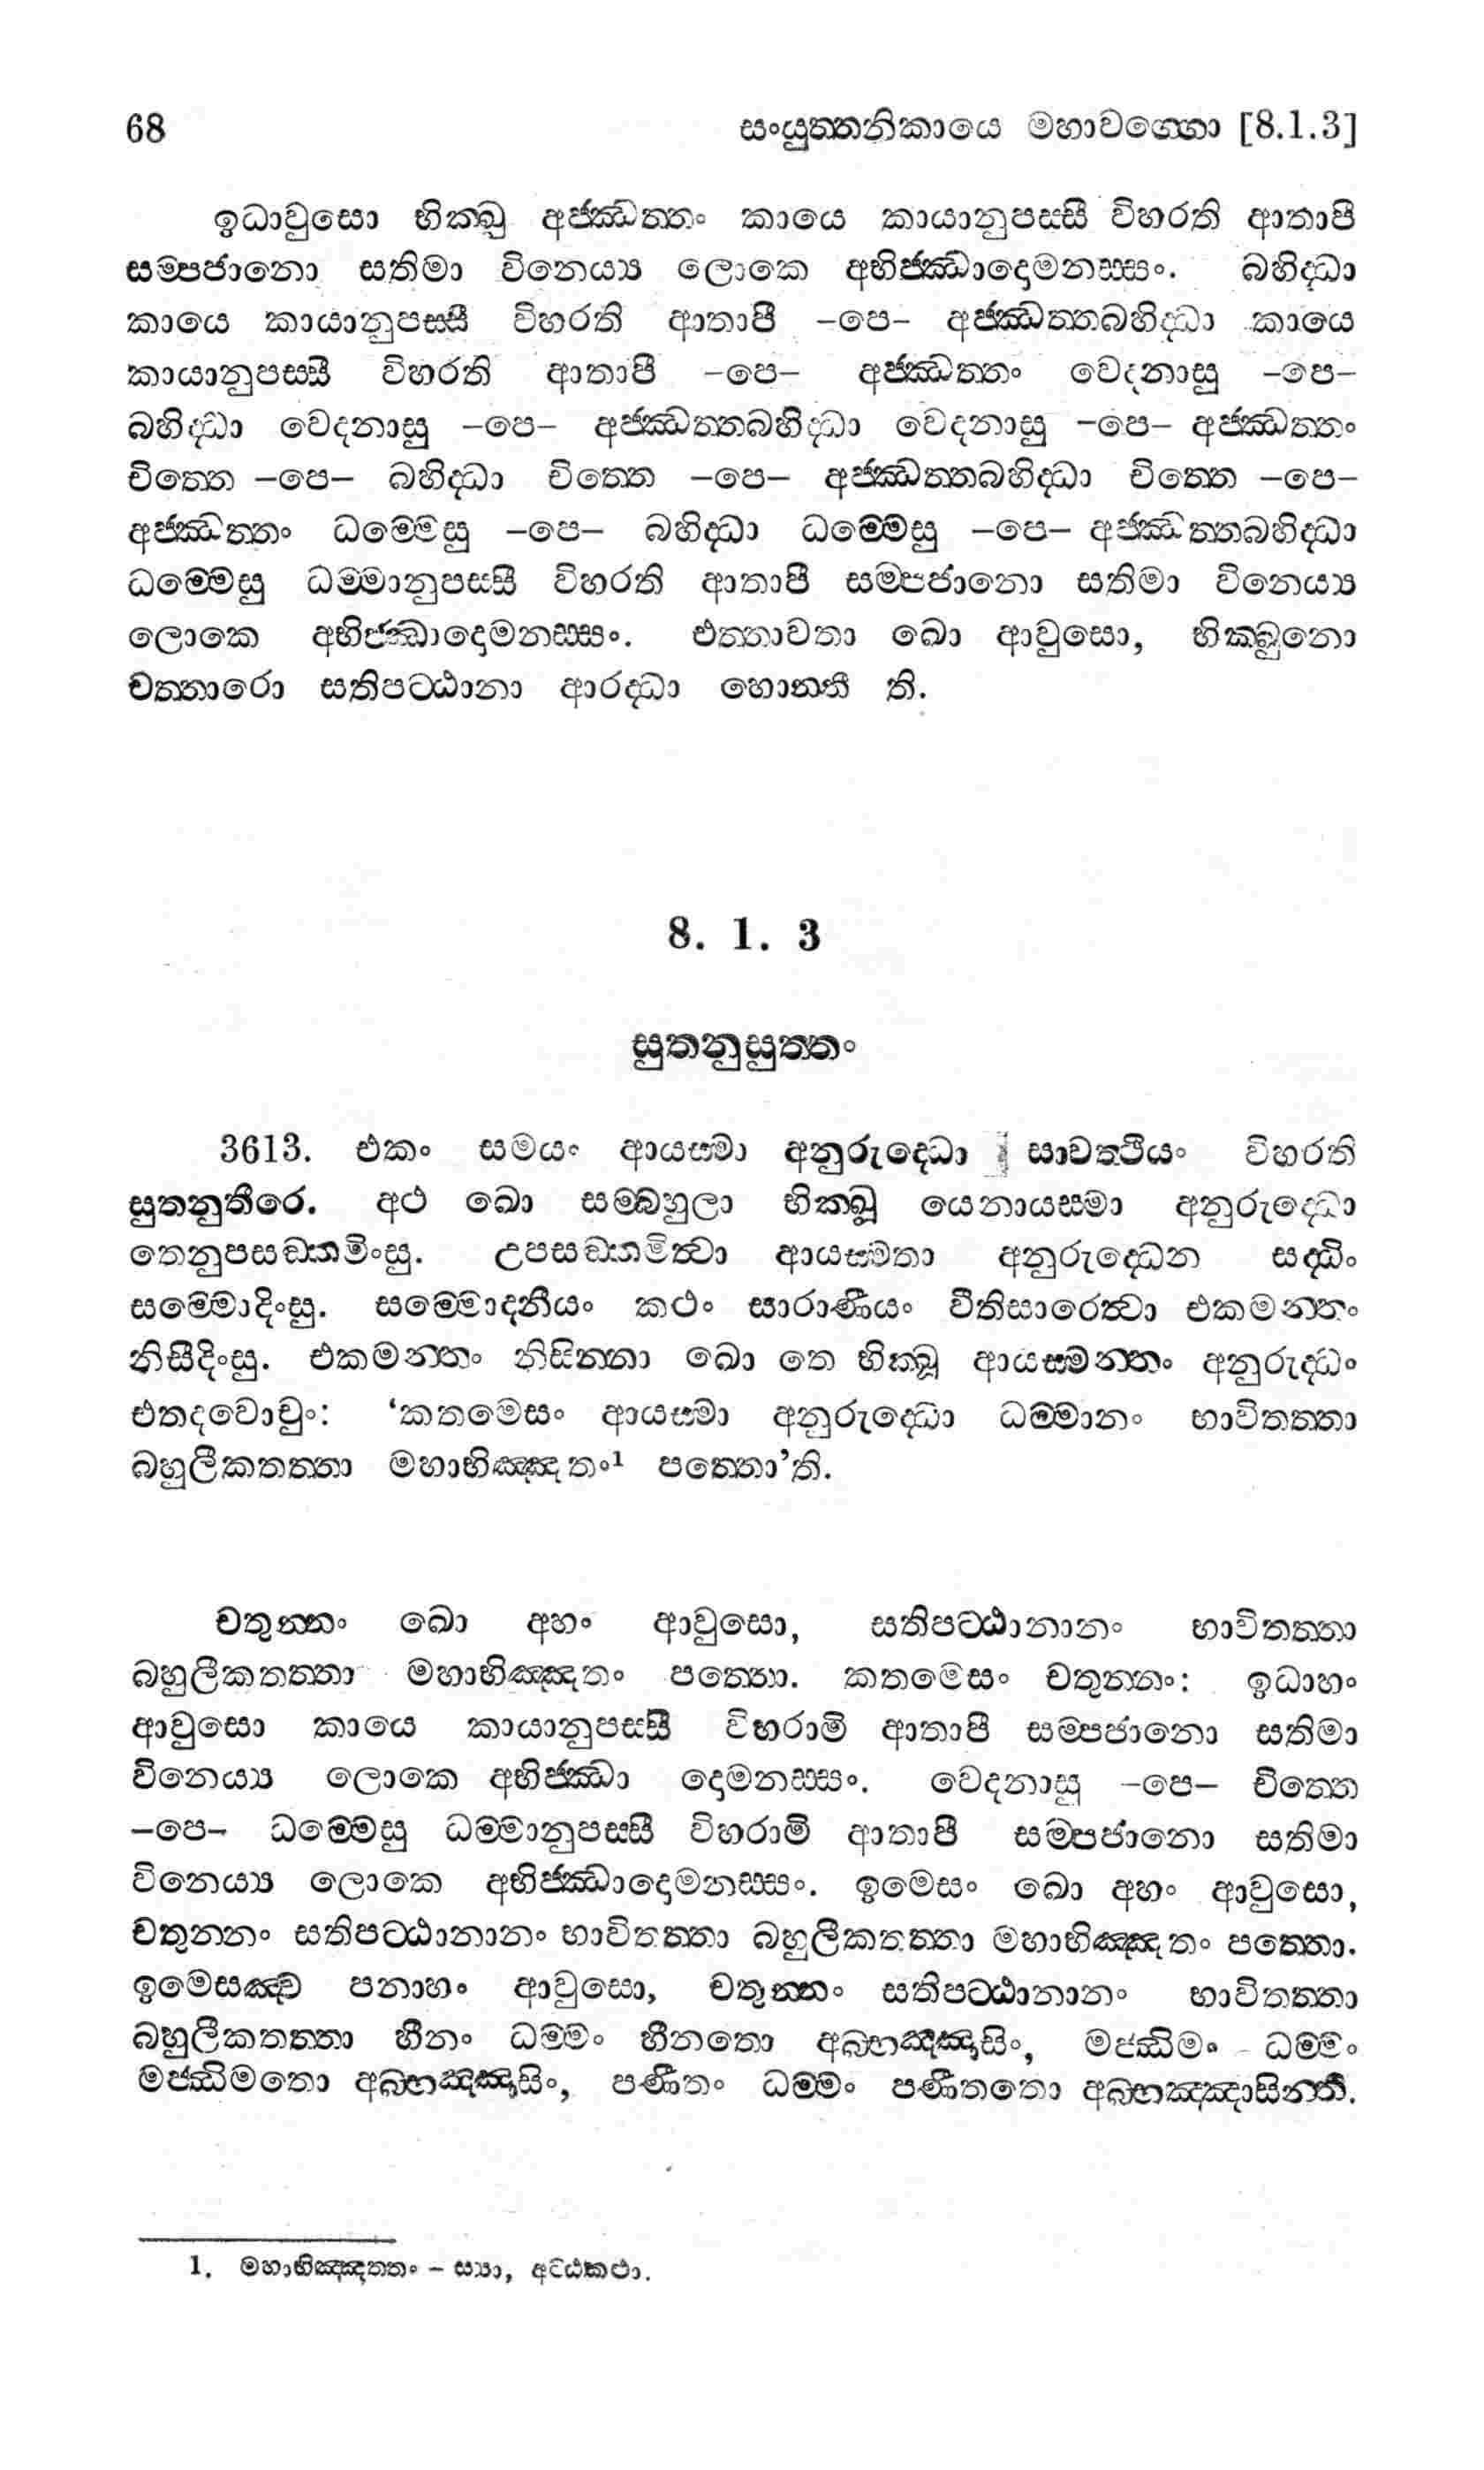 68 සංයුත්තනිකායෙ මහාවග්ගො [8.1.3]
ඉධාවුසො භික්ඛු අජ්ඣත්තං කායෙ කායානුපස්සී විහරති ආතාපී
සම්පජානො සතිමා විනෙය්‍ය ලොකෙ අභිජ්ඣාදොමනස්සං. බහිද්ධා
කායෙ කායානුපස්සී විහරති ආතාපී –පෙ– අජ්ඣත්තබහිද්ධා කායෙ
කායානුපස්සී විහරති ආතාපී –පෙ– අජ්ඣත්තං වෙදනාසු –පෙ–
බහිද්ධා වෙදනාසු –පෙ– අජ්ඣත්තබහිද්ධා වෙදනාසු –පෙ– අජ්ඣත්තං
චිත්තෙ –පෙ– බහිද්ධා චිත්තෙ –පෙ– අජ්ඣත්තබහිද්ධා චිත්තෙ –පෙ–
අජ්ඣත්තං ධම්මෙසු –පෙ– බහිද්ධා ධම්මෙසු –පෙ– අජ්ඣත්තබහිද්ධා
ධම්මෙසු ධම්මානුපස්සී විහරති ආතාපී සම්පජානො සතිමා විනෙය්‍ය
ලොකෙ අභිජ්ඣාදොමනස්සං. එත්තාවතා ඛො ආවුසො, භික්ඛුනො
චත්තාරො සතිපට්ඨානා ආරද්ධා හොන්තී ති.
8. 1. 3
සුතනුසුත්තං
3613. එකං සමයං ආයස්මා අනුරුද්ධො සාවත්ථියං විහරති
සුතනුතීරෙ. අථ ඛො සම්බහුලා භික්ඛූ යෙනායස්මා අනුරුද්ධො
තෙනුපසඞ්කමිංසු. උපසඞ්කමිත්වා ආයස්මතා අනුරුද්ධෙන සද්ධිං
සම්මොදිංසු. සම්මොදනීයං කථං සාරාණීයං වීතිසාරෙත්වා එකමන්තං
නිසීදිංසු. එකමන්තං නිසින්නා ඛො තෙ භික්ඛූ ආයස්මන්තං අනුරුද්ධං
එතදවොචුං: ‘කතමෙසං ආයස්මා අනුරුද්ධො ධම්මානං භාවිතත්තා
බහුලීකතත්තා මහාභිඤ්ඤතං¹ පත්තො’ති.
චතුන්නං ඛො අහං ආවුසො, සතිපට්ඨානානං භාවිතත්තා
බහුලීකතත්තා මහාභිඤ්ඤතං පත්තො. කතමෙසං චතුන්නං: ඉධාහං
ආවුසො කායෙ කායානුපස්සී විහරාමි ආතාපී සම්පජානො සතිමා
විනෙය්‍ය ලොකෙ අභිජ්ඣා දොමනස්සං. වෙදනාසු –පෙ– චිත්තෙ
–පෙ– ධම්මෙසු ධම්මානුපස්සී විහරාමි ආතාපී සම්පජානො සතිමා
විනෙය්‍ය ලොකෙ අභිජ්ඣාදොමනස්සං. ඉමෙසං ඛො අහං ආවුසො,
චතුන්නං සතිපට්ඨානානං භාවිතත්තා බහුලීකතත්තා මහාභිඤ්ඤතං පත්තො.
ඉමෙසඤ්ච පනාහං ආවුසො, චතුන්නං සතිපට්ඨානානං භාවිතත්තා
බහුලීකතත්තා හීනං ධම්මං හීනතො අබ්භඤ්ඤාසිං, මජ්ඣිමං ධම්මං
මජ්ඣිමතො අබ්භඤ්ඤාසිං, පණීතං ධම්මං පණීතතො අබ්භඤ්ඤාසින්ති.
1. මහාභිඤ්ඤත්තං – ස්‍යා, අට්ඨකථා.